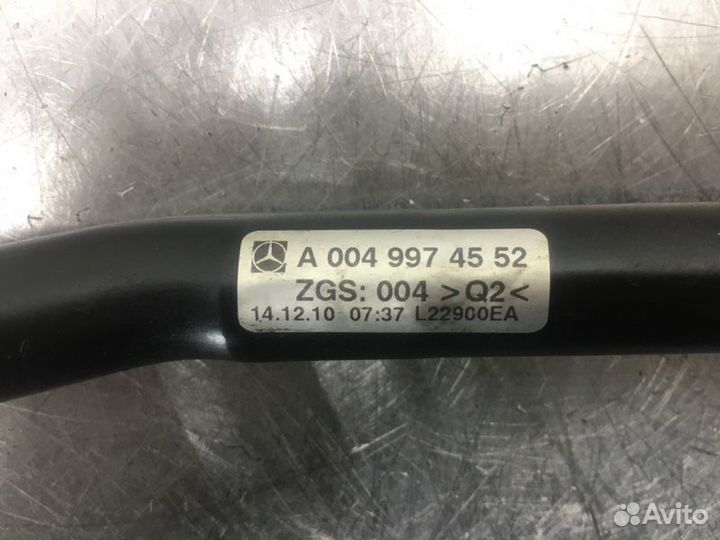 A 004 997 45 52
ZGS: 004 >Q2<
14.12.10 07:37 L22900EA
Avito